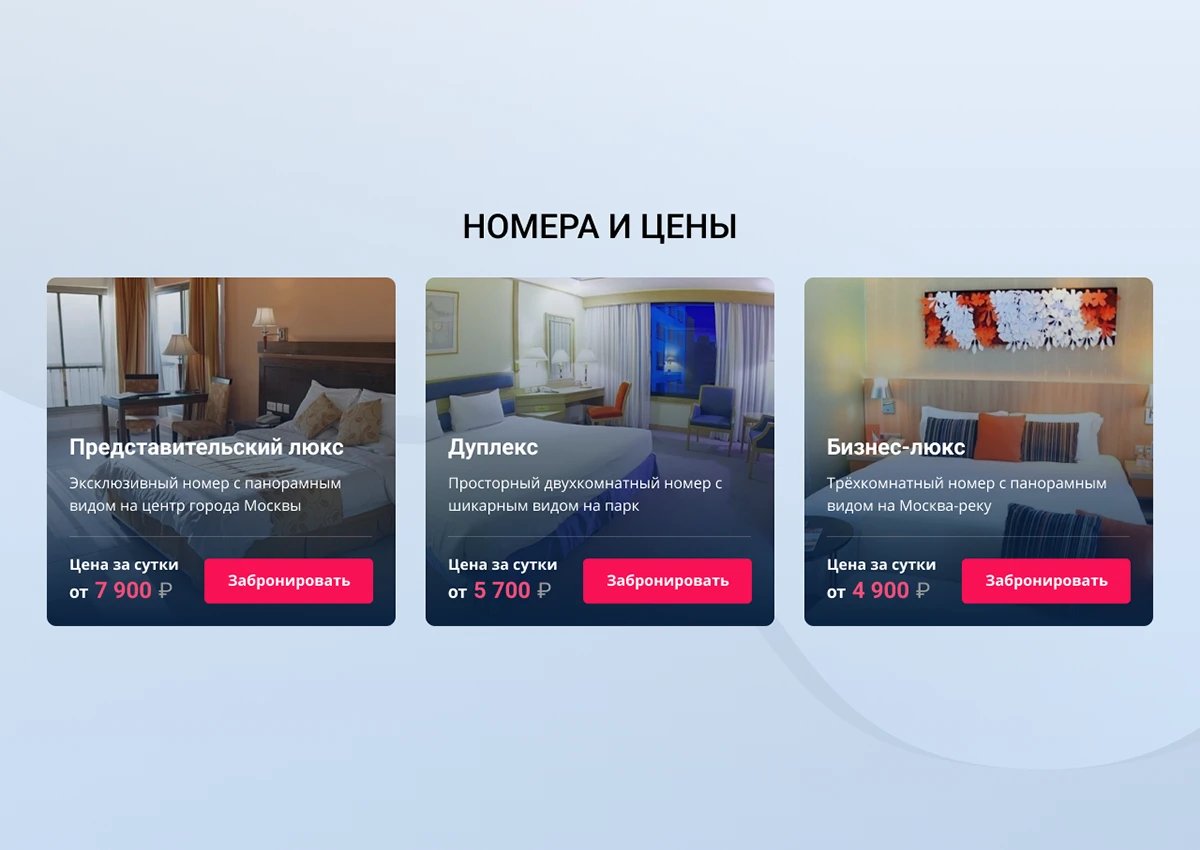 НОМЕРА И ЦЕНЫ
Представительский люкс
Эксклюзивный номер с панорамным
видом на центр города Москвы
Цена за сутки
от 7 900 ₽
Забронировать
Дуплекс
Просторный двухкомнатный номер с
шикарным видом на парк
Цена за сутки
от 5 700 ₽
Забронировать
Бизнес-люкс
Трёхкомнатный номер с панорамным
видом на Москва-реку
Цена за сутки
от 4 900 ₽
Забронировать